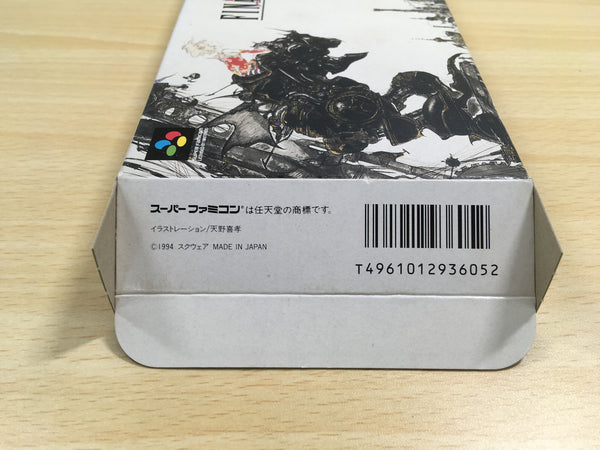 FINAL
スーパーファミコン®は任天堂の商標です。
イラストレーション/天野喜孝
©1994 スクウェア MADE IN JAPAN
T4961012936052